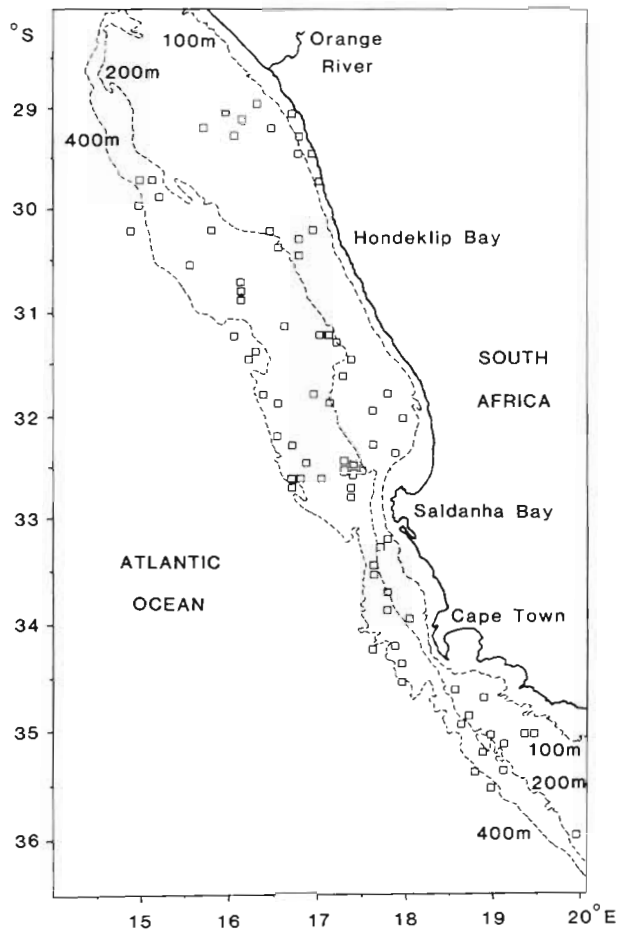 °S
100m
Orange
River
200m
29
400m
30
Hondeklip Bay
31
SOUTH
AFRICA
32
33
Saldanha Bay
ATLANTIC
OCEAN
Cape Town
34
35
100m
200m
400m
36
15
16
17
18
19
20°E